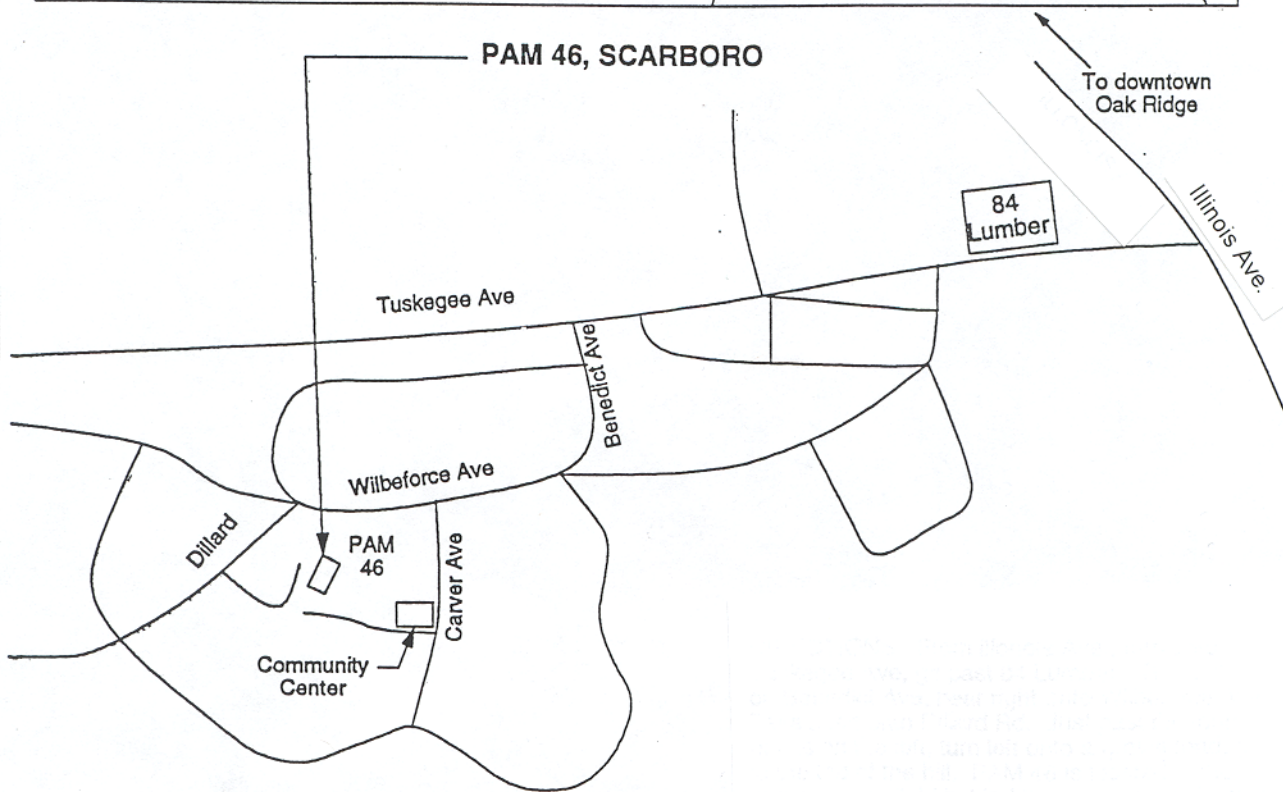 PAM 46, SCARBORO
To downtown
Oak Ridge
84
Lumber
Illinois Ave.
Tuskegee Ave
Benedict Ave
Wilbeforce Ave
Dillard
PAM
46
Carver Ave
Community
Center